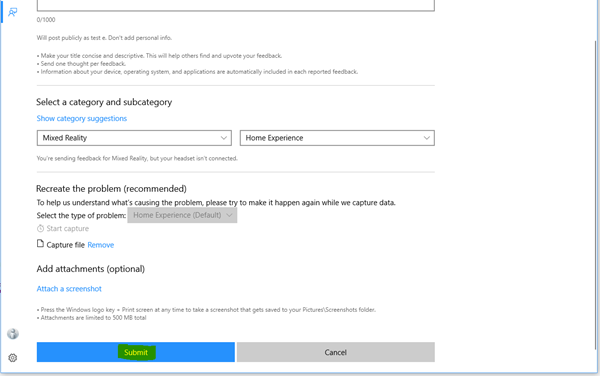 0/1000
Will post publicly as test e. Don't add personal info.
• Make your title concise and descriptive. This will help others find and upvote your feedback.
• Send one thought per feedback.
• Information about your device, operating system, and applications are automatically included in each reported feedback.
Select a category and subcategory
Show category suggestions
Mixed Reality Home Experience
You're sending feedback for Mixed Reality, but your headset isn't connected.
Recreate the problem (recommended)
To help us understand what's causing the problem, please try to make it happen again while we capture data.
Select the type of problem: Home Experience (Default)
Start capture
Capture file Remove
Add attachments (optional)
Attach a screenshot
• Press the Windows logo key + Print screen at any time to take a screenshot that gets saved to your Pictures\Screenshots folder.
• Attachments are limited to 500 MB total
Submit Cancel